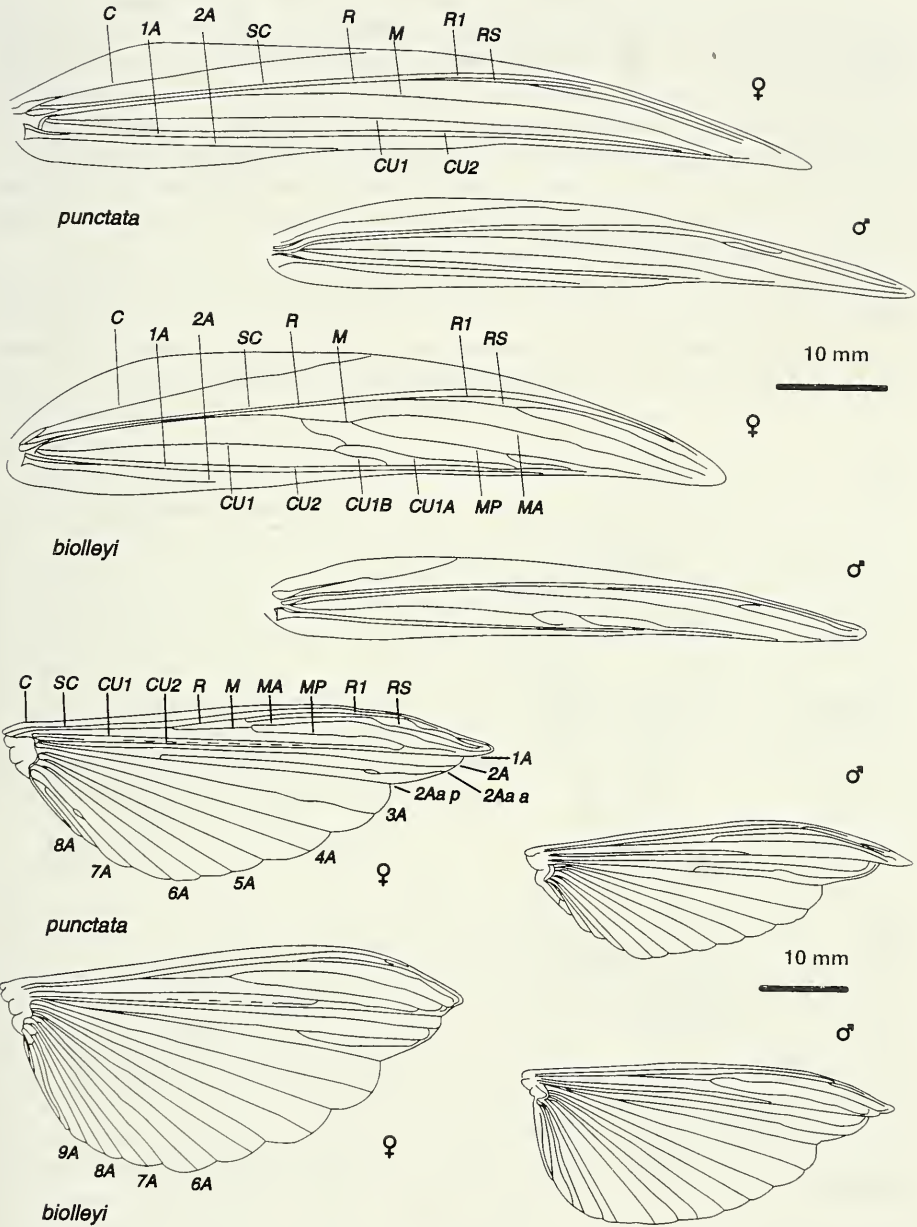 C 1A 2A SC R M R1 RS
♀
CU1 CU2
punctata
♂
C 1A 2A SC R M R1 RS
10 mm
♀
CU1 CU2 CU1B CU1A MP MA
biolleyi
♂
C SC CU1 CU2 R M MA MP R1 RS
1A
2A
2Aa a
2Aa p
3A
4A
5A
6A
7A
8A
♀
♂
punctata
10 mm
♂
♀
9A
8A
7A
6A
biolleyi